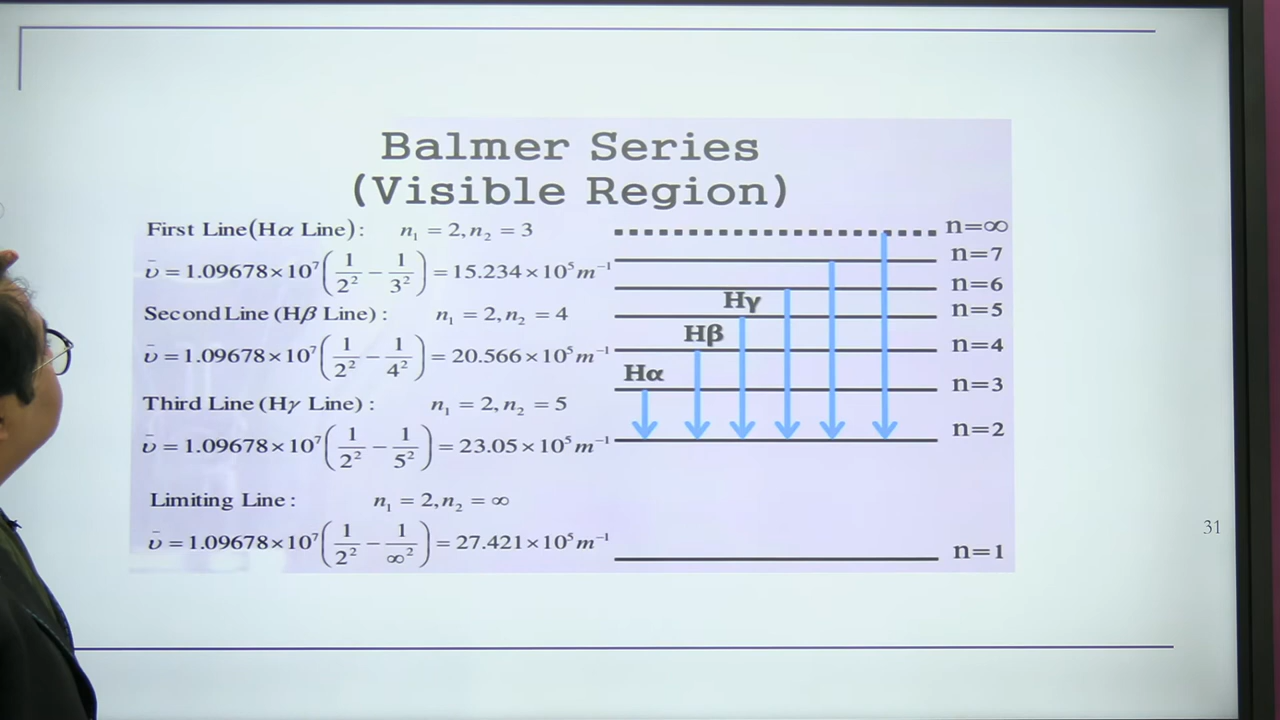 Balmer Series
(Visible Region)
First Line(Hα Line): n₁ = 2, n₂ = 3
ῡ = 1.09678×10⁷(1/2² − 1/3²) = 15.234×10⁵m⁻¹
Second Line (Hβ Line): n₁ = 2, n₂ = 4
ῡ = 1.09678×10⁷(1/2² − 1/4²) = 20.566×10⁵m⁻¹
Third Line (Hγ Line): n₁ = 2, n₂ = 5
ῡ = 1.09678×10⁷(1/2² − 1/5²) = 23.05×10⁵m⁻¹
Limiting Line: n₁ = 2, n₂ = ∞
ῡ = 1.09678×10⁷(1/2² − 1/∞²) = 27.421×10⁵m⁻¹
n=∞
n=7
n=6
Hγ
n=5
Hβ
n=4
Hα
n=3
n=2
n=1
31